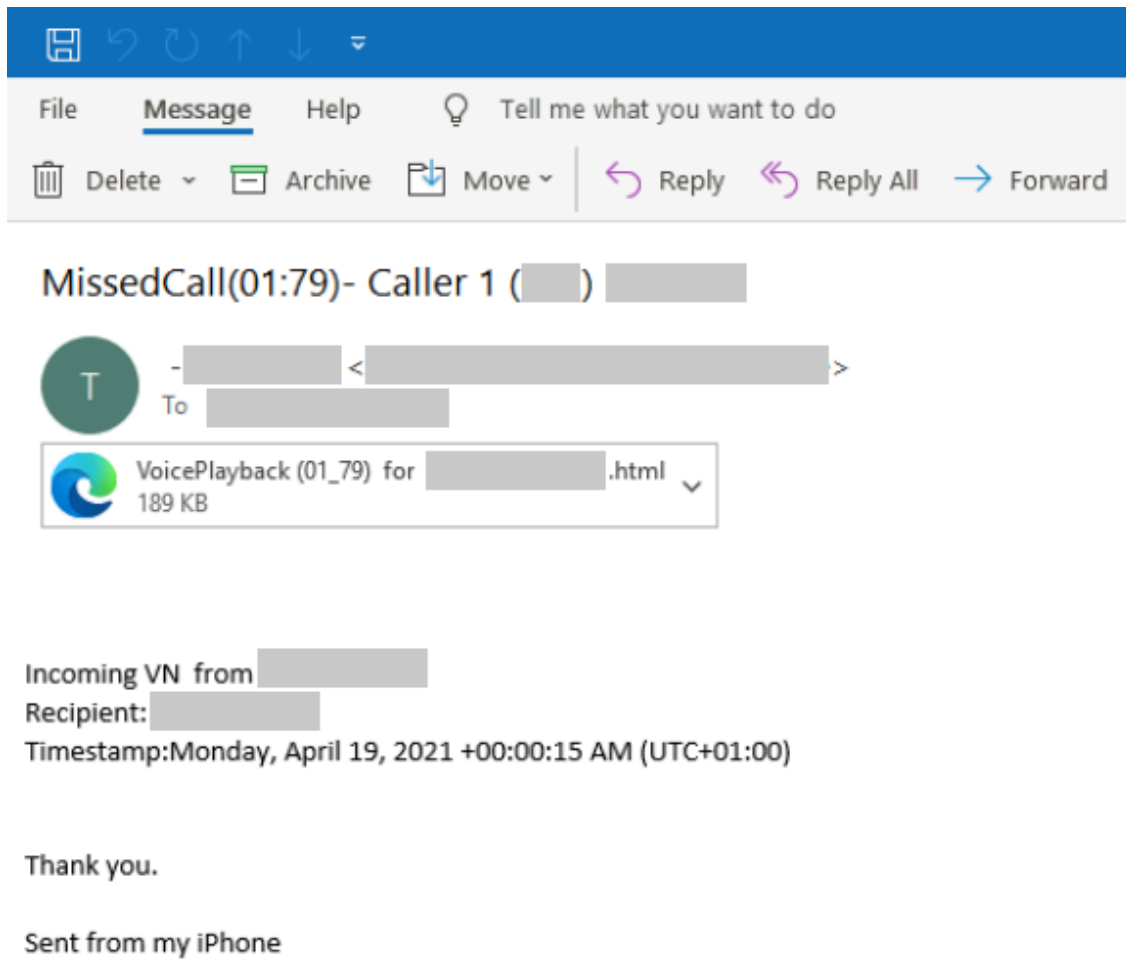 File Message Help Tell me what you want to do
Delete Archive Move Reply Reply All Forward
MissedCall(01:79)- Caller 1 ( )
T
- < >
To
VoicePlayback (01_79) for .html
189 KB
Incoming VN from
Recipient:
Timestamp:Monday, April 19, 2021 +00:00:15 AM (UTC+01:00)
Thank you.
Sent from my iPhone